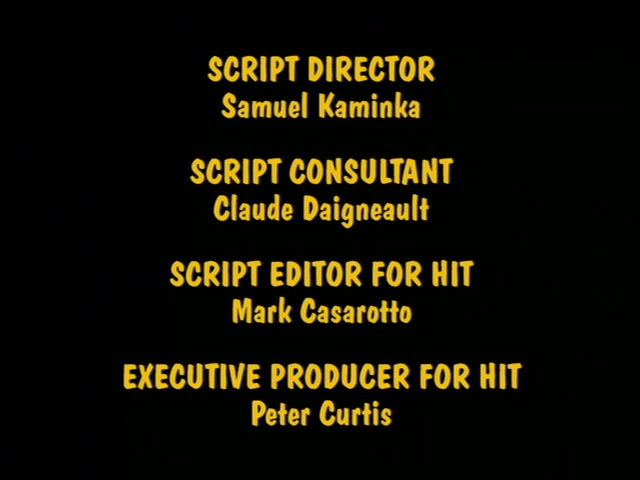 SCRIPT DIRECTOR
Samuel Kaminka
SCRIPT CONSULTANT
Claude Daigneault
SCRIPT EDITOR FOR HIT
Mark Casarotto
EXECUTIVE PRODUCER FOR HIT
Peter Curtis